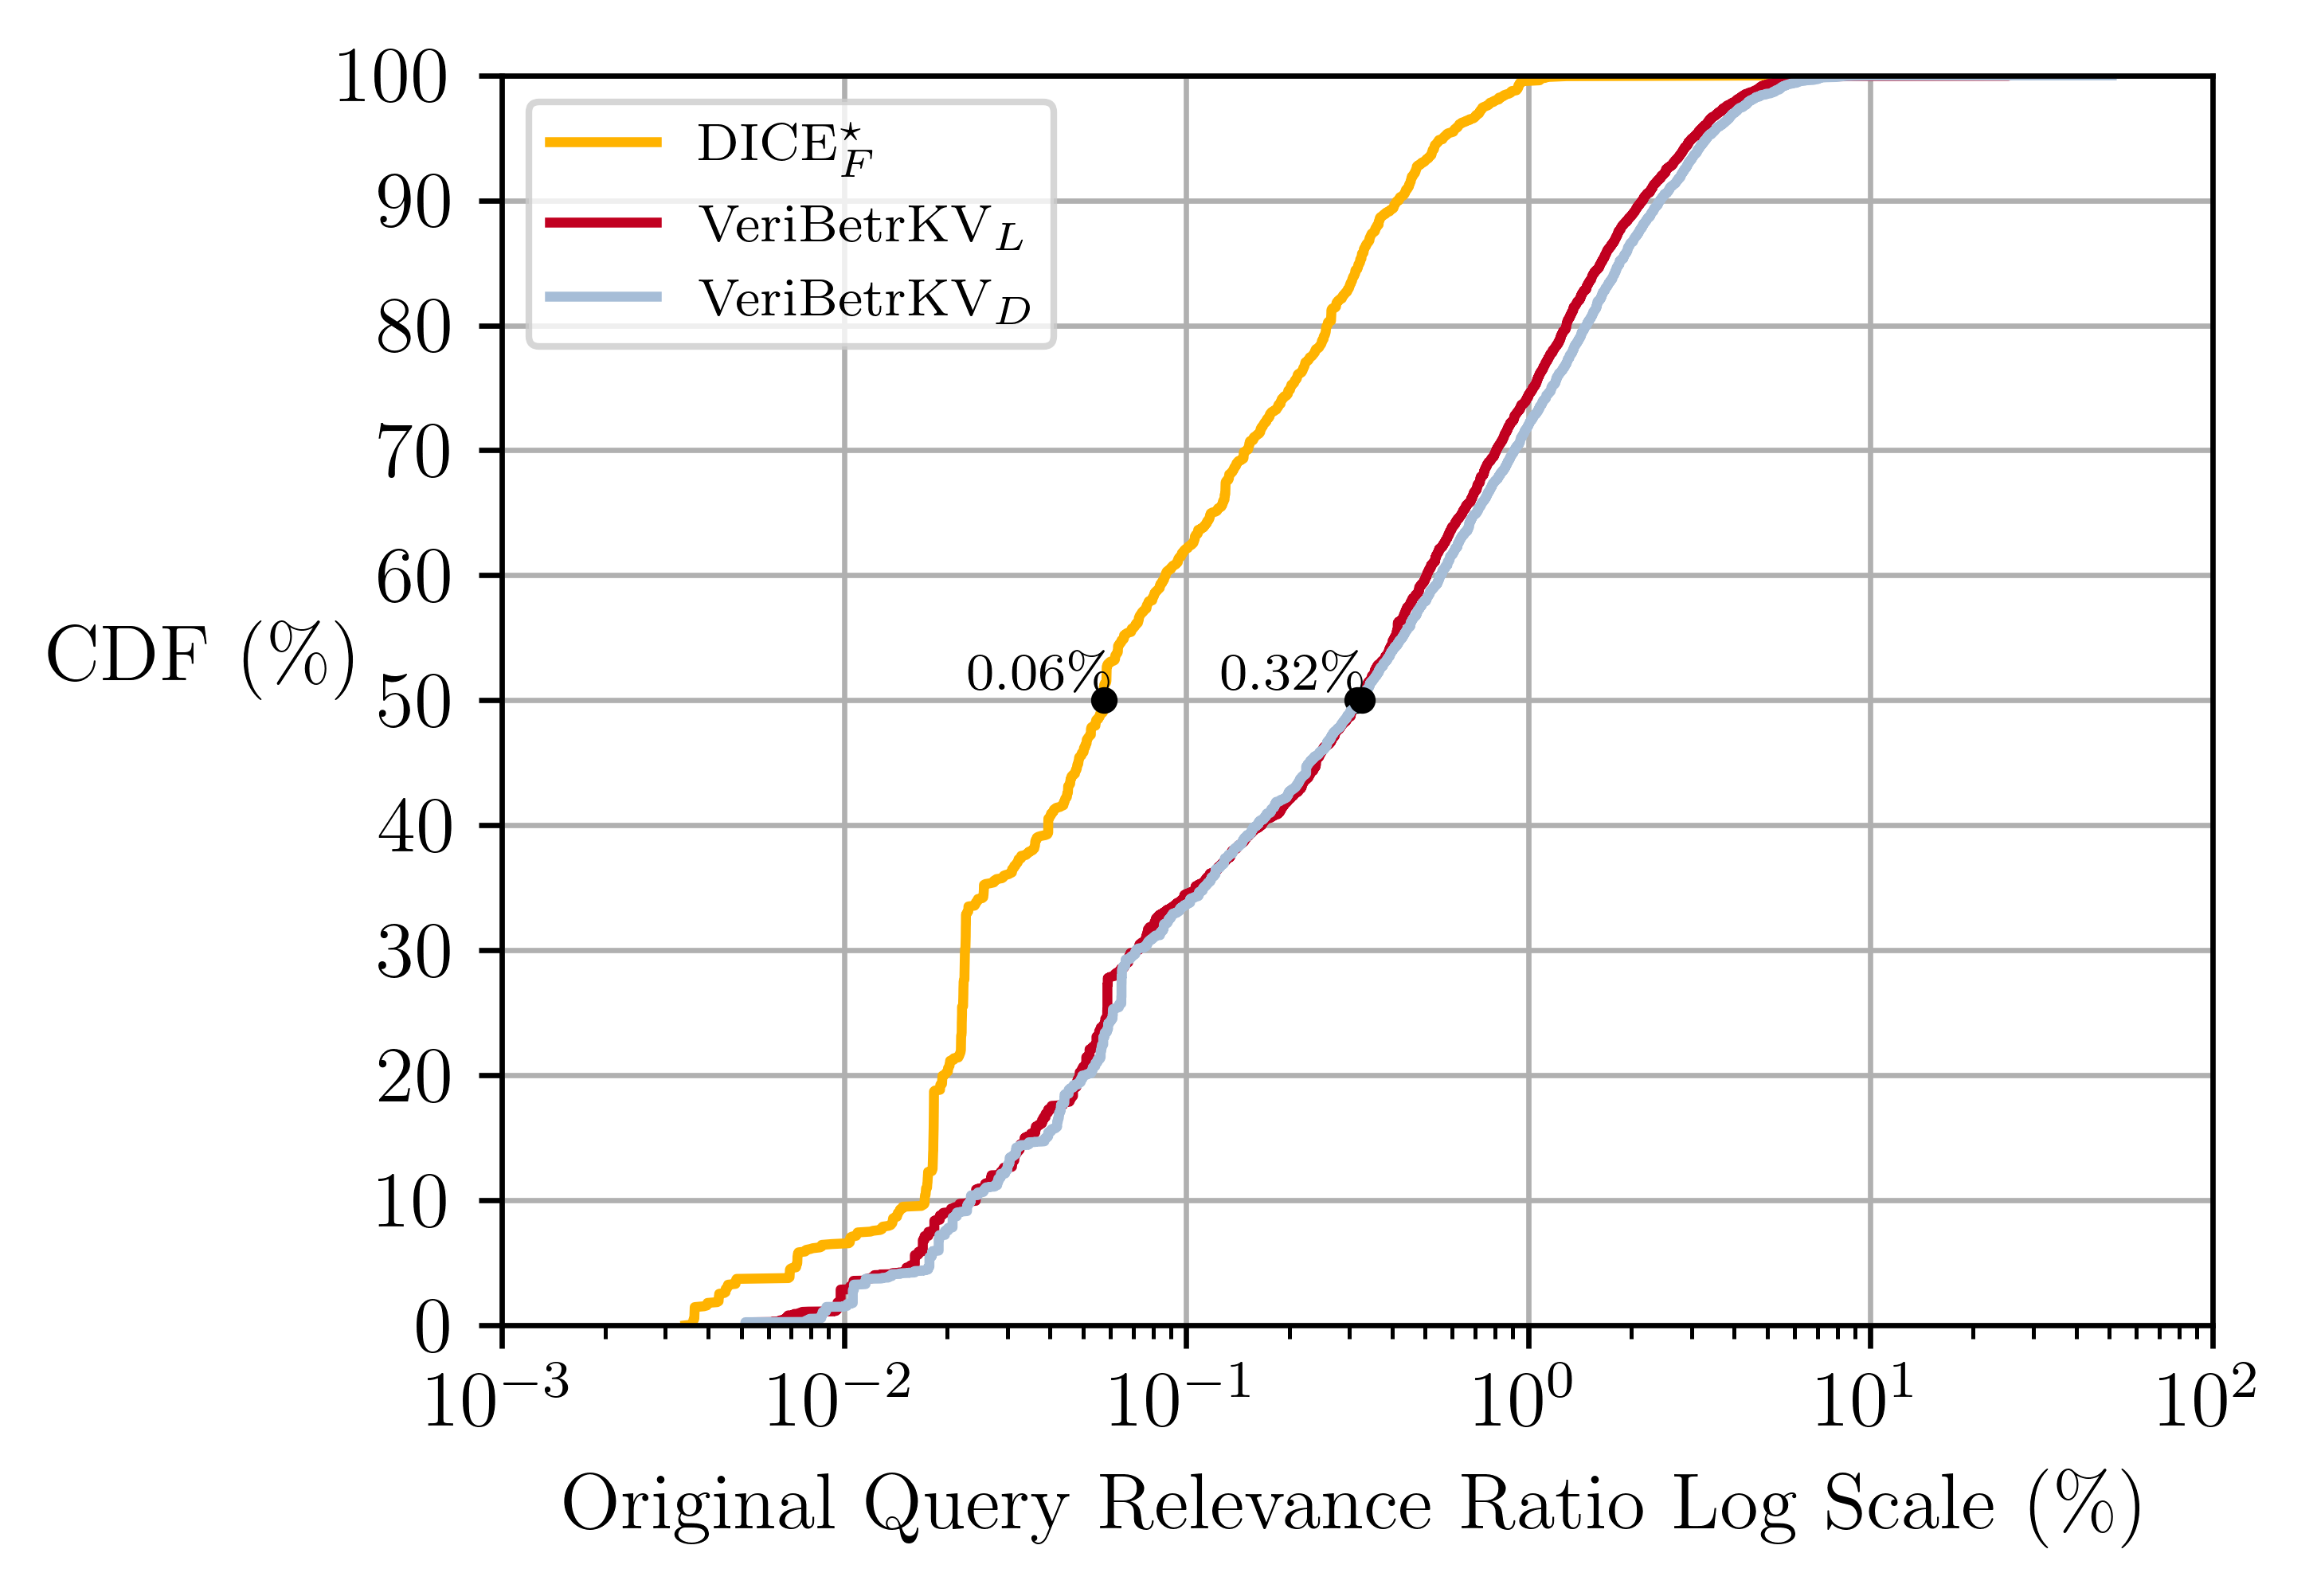 100
90
80
70
60
50
40
30
20
10
0
CDF (%)
DICE⋆F
VeriBetrKVL
VeriBetrKVD
0.06%
0.32%
10−3 10−2 10−1 100 101 102
Original Query Relevance Ratio Log Scale (%)